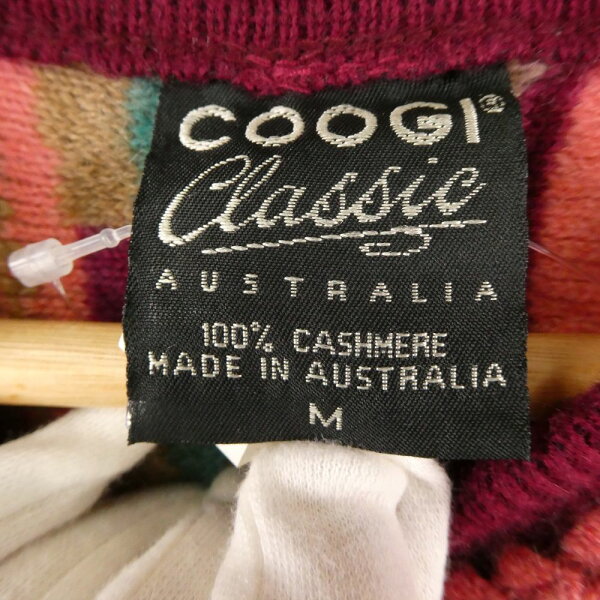 COOGI®
Classic
AUSTRALIA
100% CASHMERE
MADE IN AUSTRALIA
M